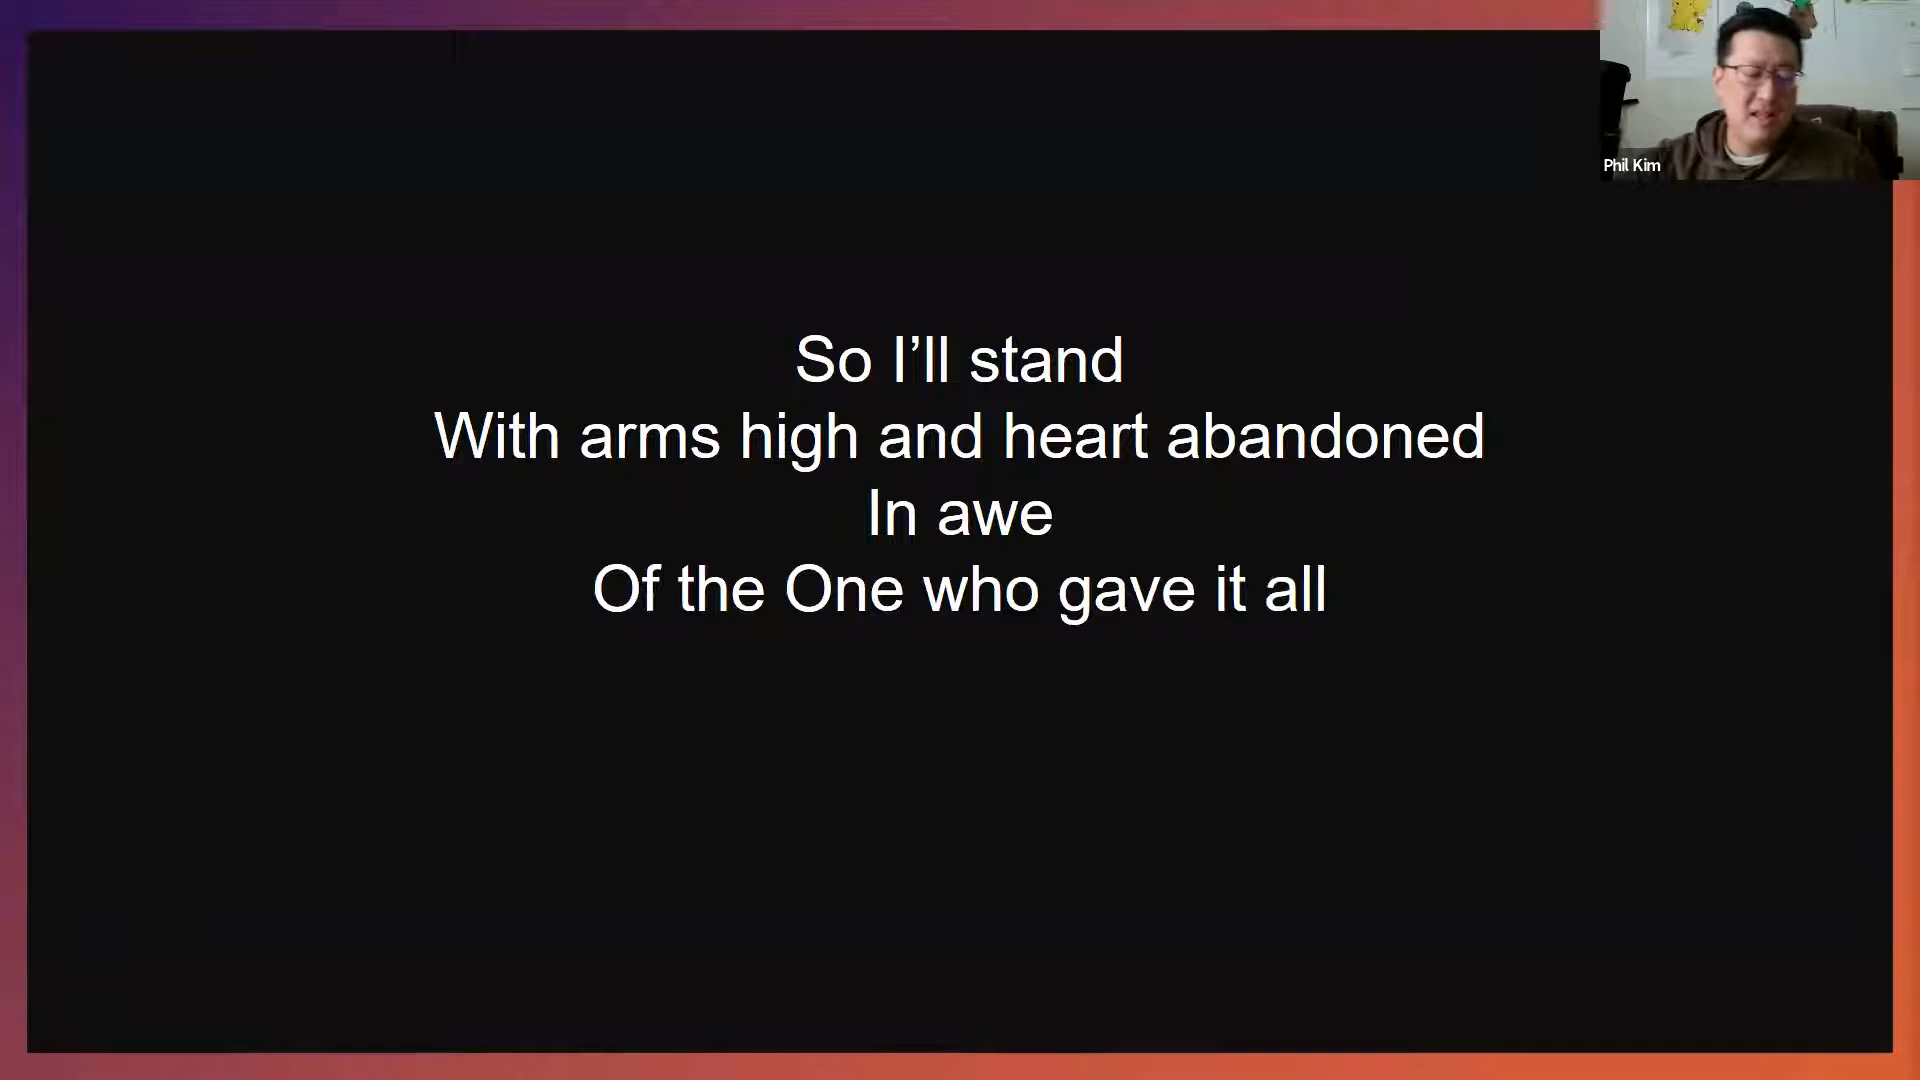 So I’ll stand
With arms high and heart abandoned
In awe
Of the One who gave it all
Phil Kim